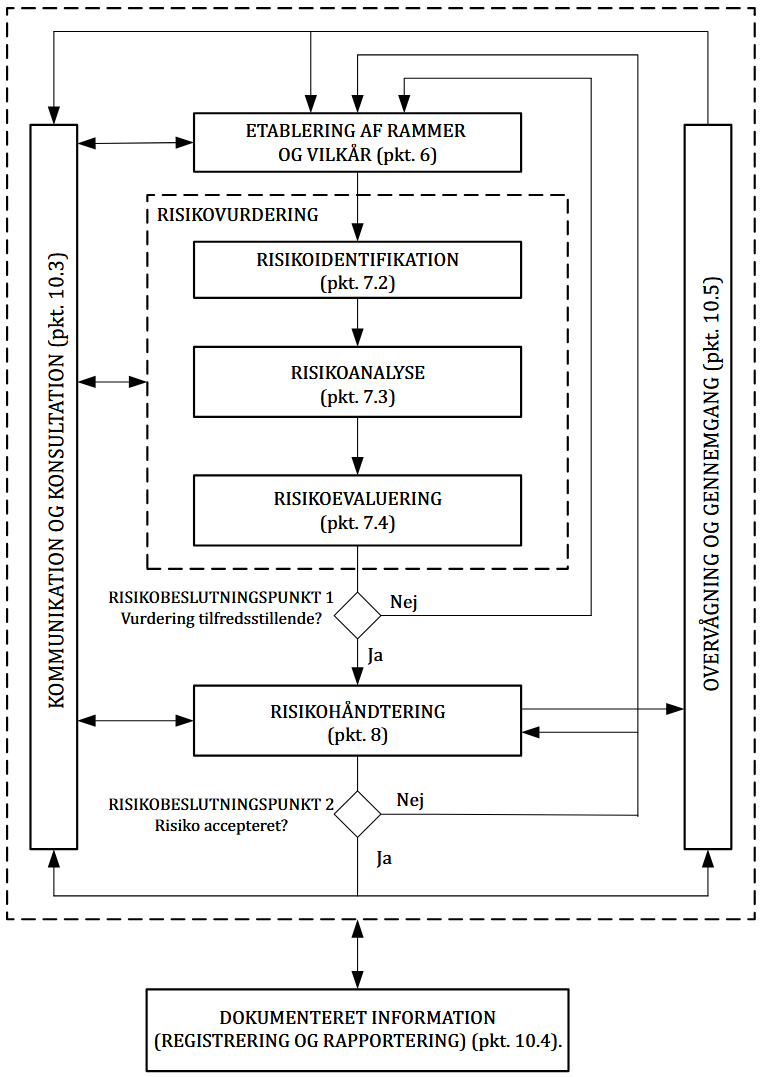 ETABLERING AF RAMMER
OG VILKÅR (pkt. 6)
RISIKOVURDERING
RISIKOIDENTIFIKATION
(pkt. 7.2)
RISIKOANALYSE
(pkt. 7.3)
RISIKOEVALUERING
(pkt. 7.4)
KOMMUNIKATION OG KONSULTATION (pkt. 10.3)
OVERVÅGNING OG GENNEMGANG (pkt. 10.5)
RISIKOBESLUTNINGSPUNKT 1
Vurdering tilfredsstillende?
Nej
Ja
RISIKOHÅNDTERING
(pkt. 8)
RISIKOBESLUTNINGSPUNKT 2
Risiko accepteret?
Nej
Ja
DOKUMENTERET INFORMATION
(REGISTRERING OG RAPPORTERING) (pkt. 10.4).